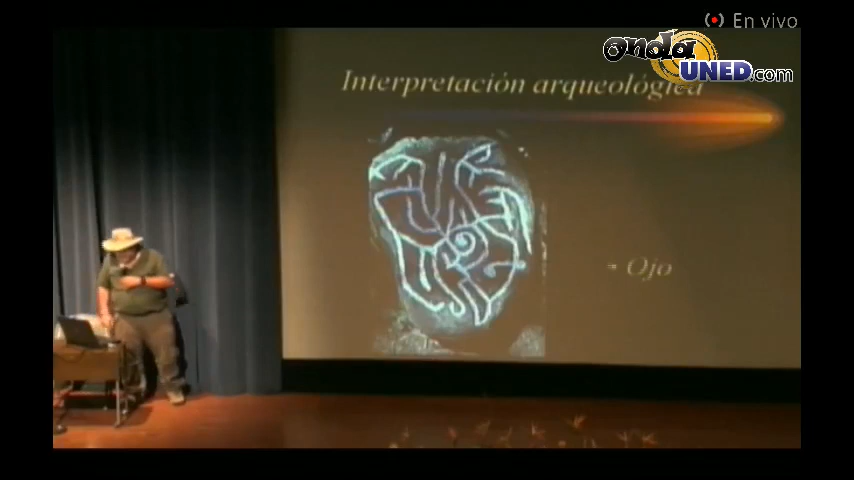 En vivo
onda
UNED.com
Interpretación arqueológica
= Ojo